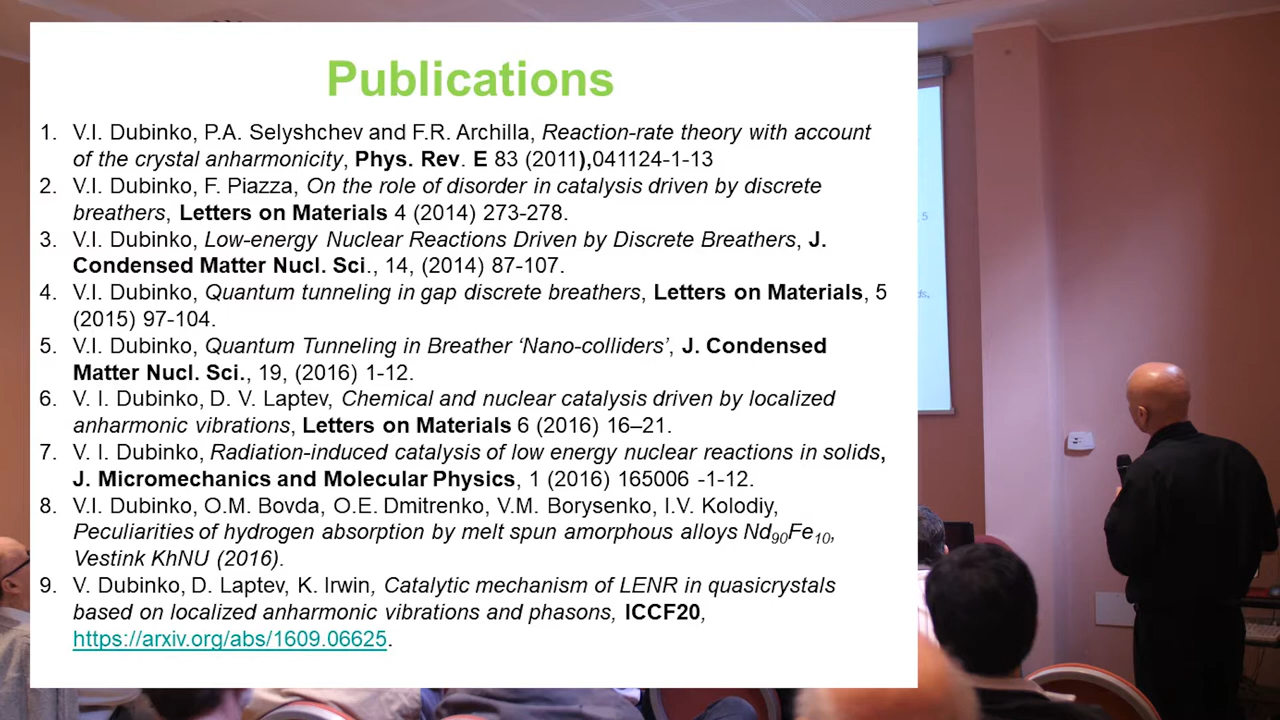 Publications
1. V.I. Dubinko, P.A. Selyshchev and F.R. Archilla, Reaction-rate theory with account
of the crystal anharmonicity, Phys. Rev. E 83 (2011),041124-1-13
2. V.I. Dubinko, F. Piazza, On the role of disorder in catalysis driven by discrete
breathers, Letters on Materials 4 (2014) 273-278.
3. V.I. Dubinko, Low-energy Nuclear Reactions Driven by Discrete Breathers, J.
Condensed Matter Nucl. Sci., 14, (2014) 87-107.
4. V.I. Dubinko, Quantum tunneling in gap discrete breathers, Letters on Materials, 5
(2015) 97-104.
5. V.I. Dubinko, Quantum Tunneling in Breather ‘Nano-colliders’, J. Condensed
Matter Nucl. Sci., 19, (2016) 1-12.
6. V. I. Dubinko, D. V. Laptev, Chemical and nuclear catalysis driven by localized
anharmonic vibrations, Letters on Materials 6 (2016) 16–21.
7. V. I. Dubinko, Radiation-induced catalysis of low energy nuclear reactions in solids,
J. Micromechanics and Molecular Physics, 1 (2016) 165006 -1-12.
8. V.I. Dubinko, O.M. Bovda, O.E. Dmitrenko, V.M. Borysenko, I.V. Kolodiy,
Peculiarities of hydrogen absorption by melt spun amorphous alloys Nd90Fe10,
Vestink KhNU (2016).
9. V. Dubinko, D. Laptev, K. Irwin, Catalytic mechanism of LENR in quasicrystals
based on localized anharmonic vibrations and phasons, ICCF20,
https://arxiv.org/abs/1609.06625.
, 5
ds,